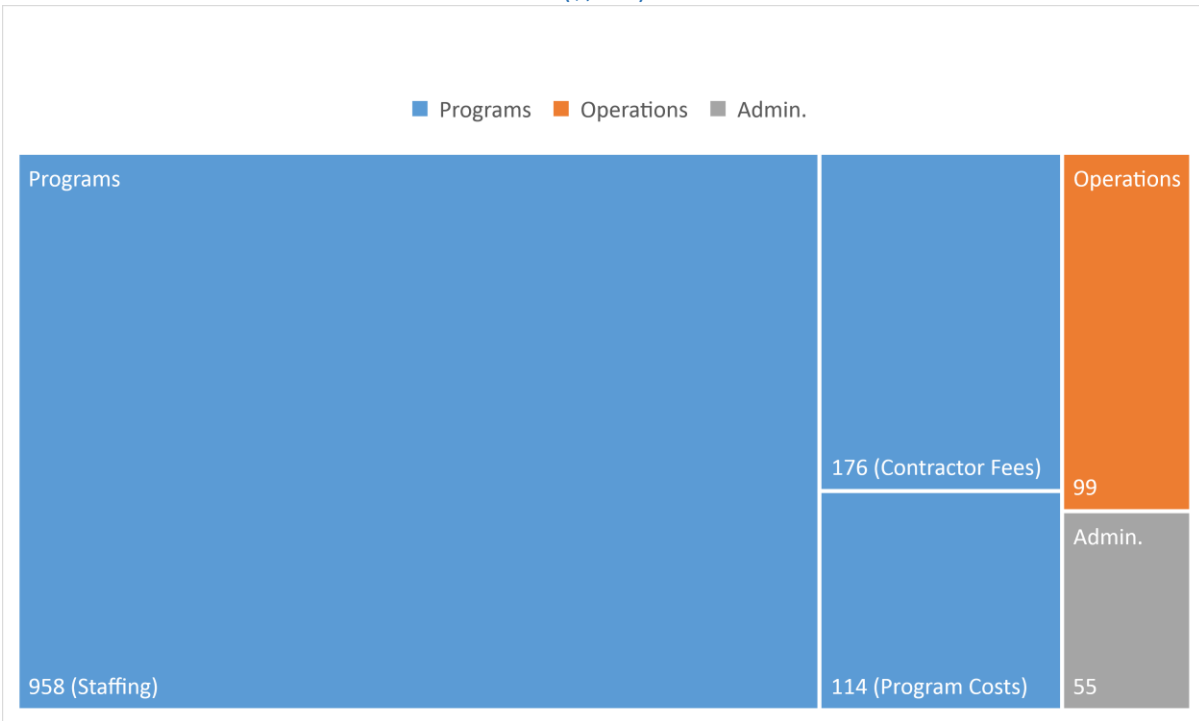 Programs Operations Admin.
Programs
958 (Staffing)
176 (Contractor Fees)
114 (Program Costs)
Operations
99
Admin.
55